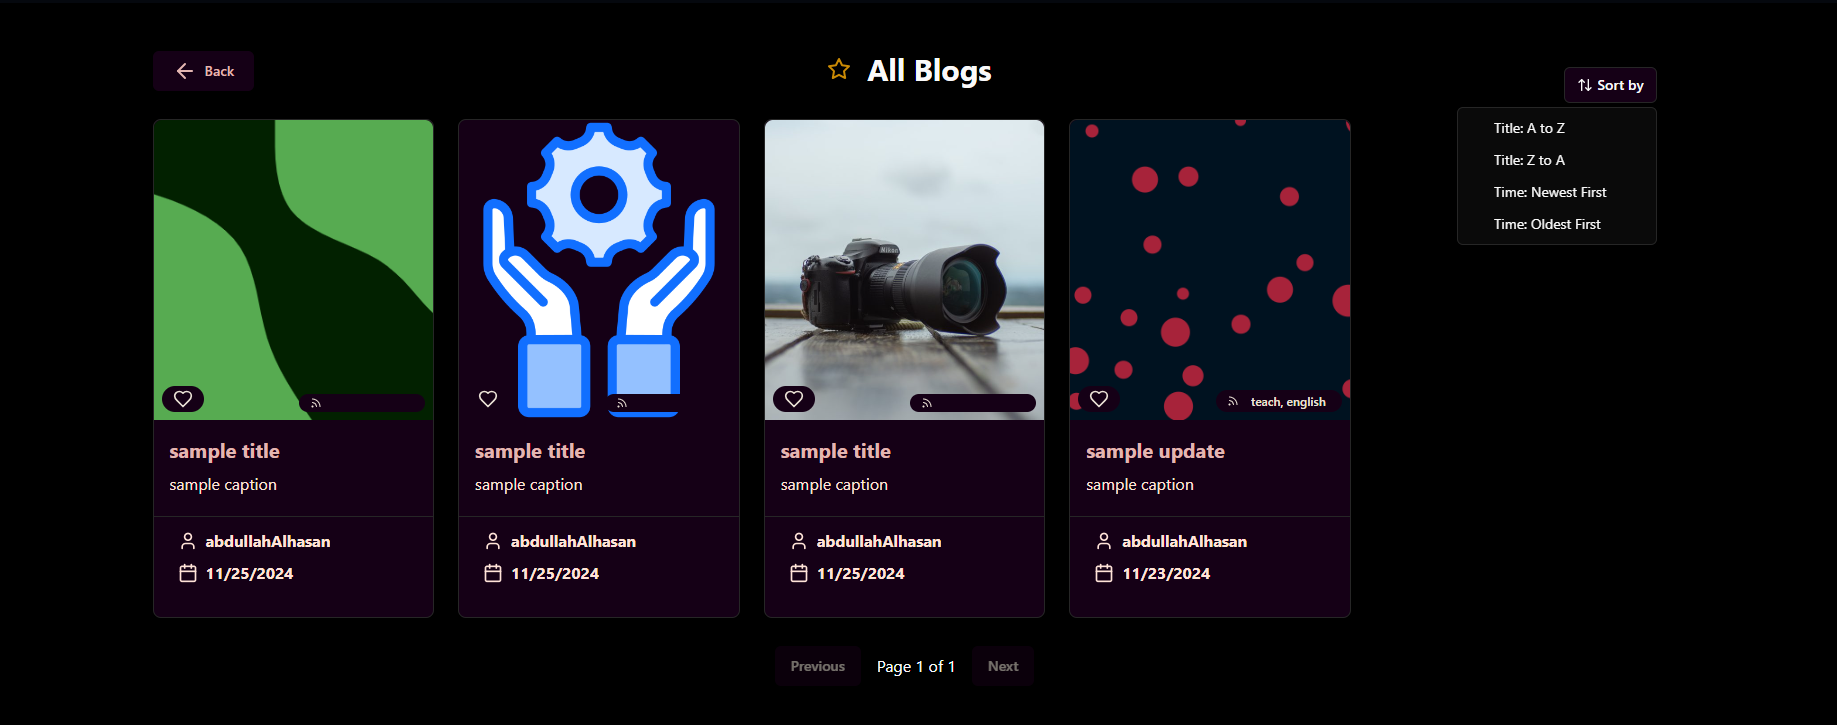 Back
All Blogs
Sort by
Title: A to Z
Title: Z to A
Time: Newest First
Time: Oldest First
Nikon
teach, english
sample title
sample caption
abdullahAlhasan
11/25/2024
sample title
sample caption
abdullahAlhasan
11/25/2024
sample title
sample caption
abdullahAlhasan
11/25/2024
sample update
sample caption
abdullahAlhasan
11/23/2024
Previous
Page 1 of 1
Next